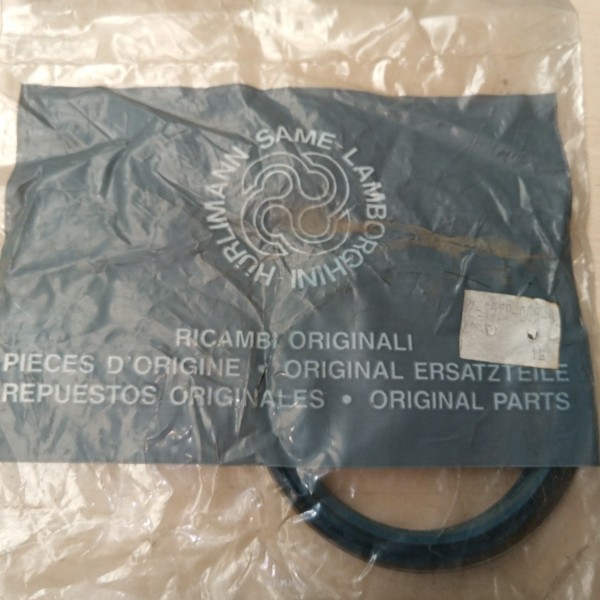 HÜRLIMANN SAME LAMBORGHINI
RICAMBI ORIGINALI
PIECES D'ORIGINE • ORIGINAL ERSATZTEILE
REPUESTOS ORIGINALES • ORIGINAL PARTS